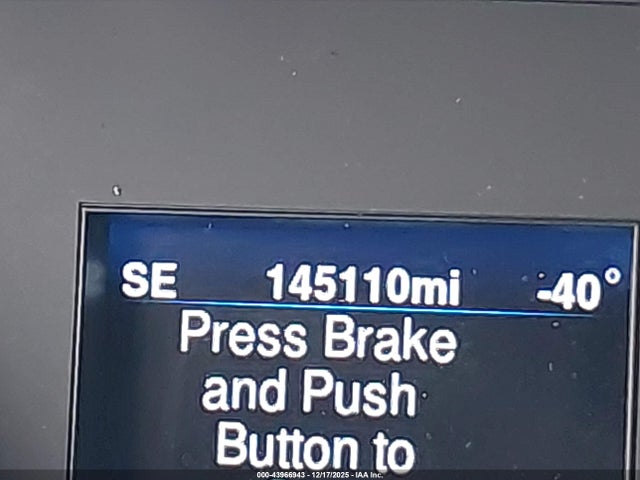 SE 145110mi -40°
Press Brake
and Push
Button to
000-43966943 - 12/17/2025 - IAA Inc.